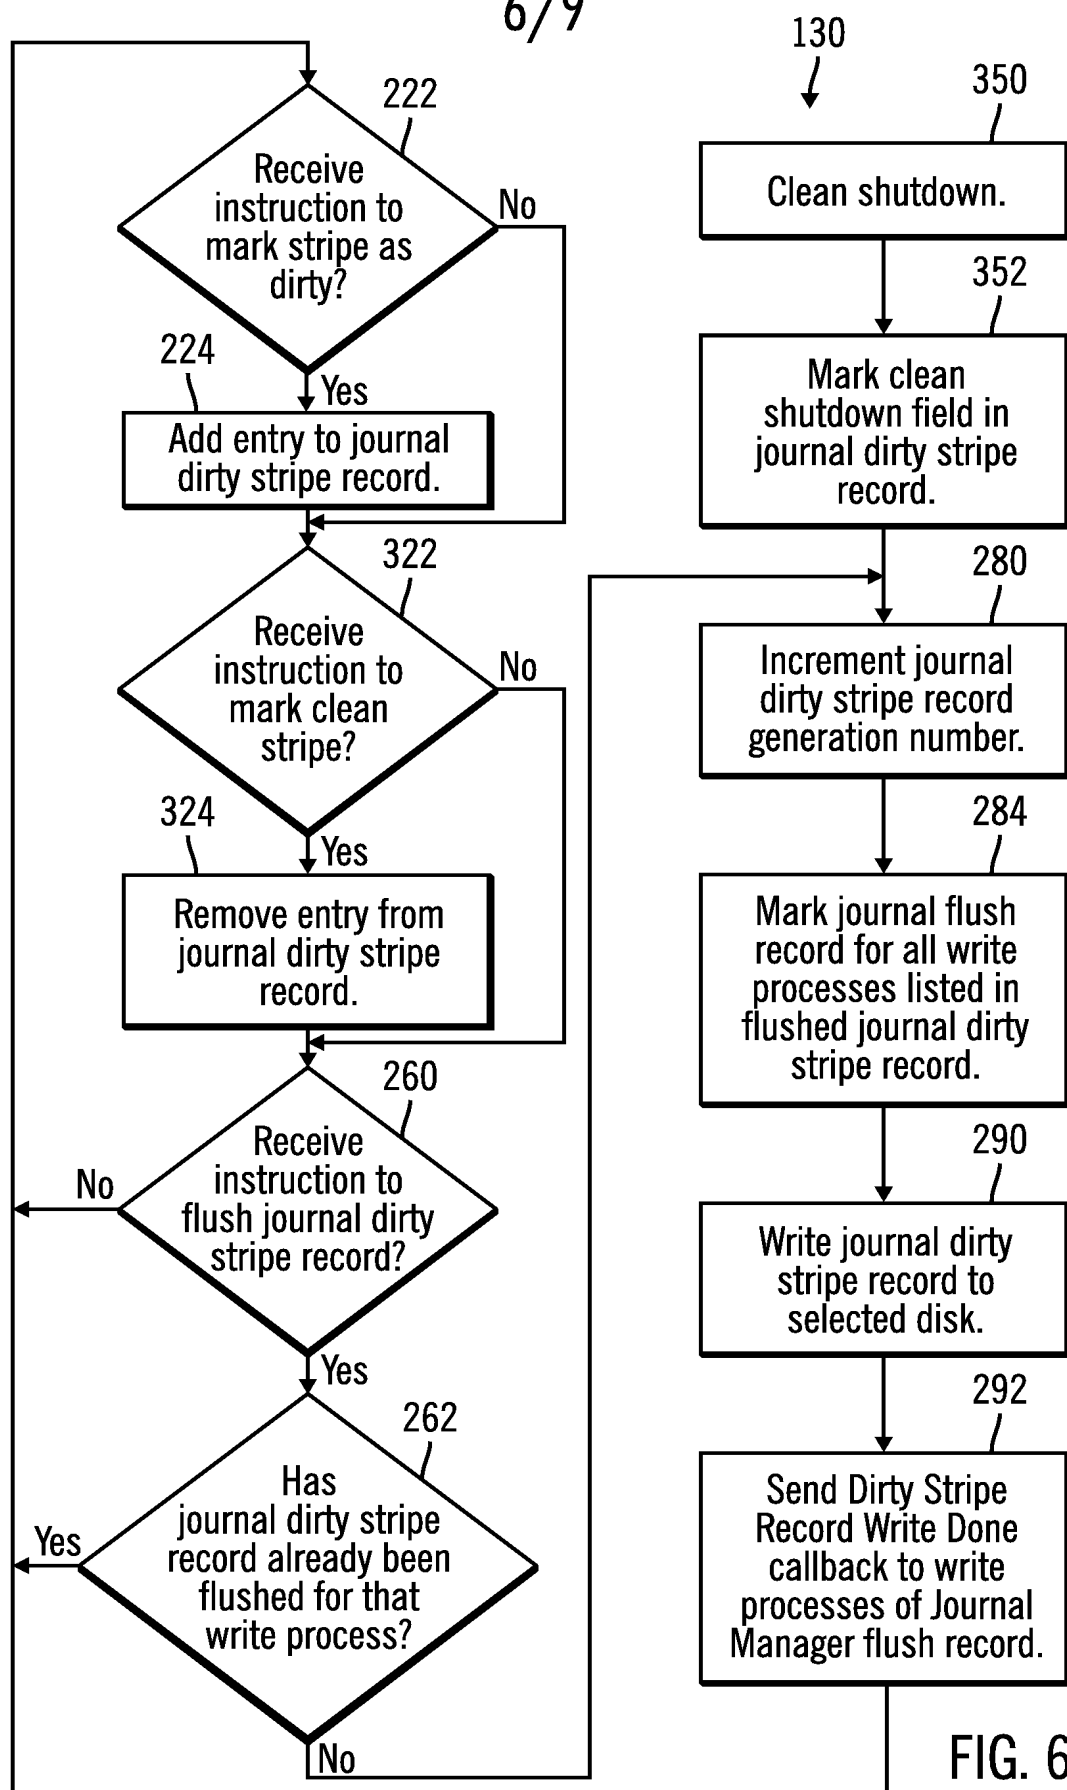 6/9
222
Receive
instruction to
mark stripe as
dirty?
No
224
Yes
Add entry to journal
dirty stripe record.
322
Receive
instruction to
mark clean
stripe?
No
324
Yes
Remove entry from
journal dirty stripe
record.
260
Receive
instruction to
flush journal dirty
stripe record?
No
Yes
262
Has
journal dirty stripe
record already been
flushed for that
write process?
Yes
No
130
350
Clean shutdown.
352
Mark clean
shutdown field in
journal dirty stripe
record.
280
Increment journal
dirty stripe record
generation number.
284
Mark journal flush
record for all write
processes listed in
flushed journal dirty
stripe record.
290
Write journal dirty
stripe record to
selected disk.
292
Send Dirty Stripe
Record Write Done
callback to write
processes of Journal
Manager flush record.
FIG. 6